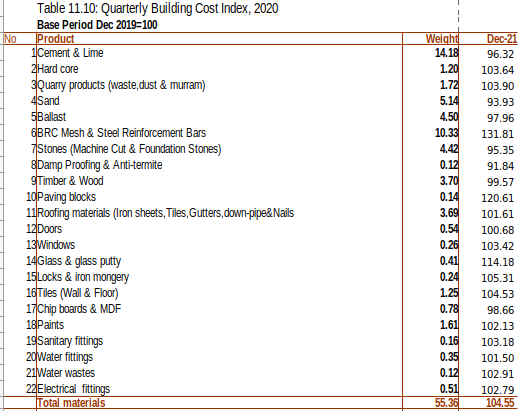 Table 11.10: Quarterly Building Cost Index, 2020
Base Period Dec 2019=100
No Product Weight Dec-21
1 Cement & Lime 14.18 96.32
2 Hard core 1.20 103.64
3 Quarry products (waste,dust & murram) 1.72 103.90
4 Sand 5.14 93.93
5 Ballast 4.50 97.96
6 BRC Mesh & Steel Reinforcement Bars 10.33 131.81
7 Stones (Machine Cut & Foundation Stones) 4.42 95.35
8 Damp Proofing & Anti-termite 0.12 91.84
9 Timber & Wood 3.70 99.57
10 Paving blocks 0.14 120.61
11 Roofing materials (Iron sheets,Tiles,Gutters,down-pipe&Nails 3.69 101.61
12 Doors 0.54 100.68
13 Windows 0.26 103.42
14 Glass & glass putty 0.41 114.18
15 Locks & iron mongery 0.24 105.31
16 Tiles (Wall & Floor) 1.25 104.53
17 Chip boards & MDF 0.78 98.66
18 Paints 1.61 102.13
19 Sanitary fittings 0.16 103.18
20 Water fittings 0.35 101.50
21 Water wastes 0.12 102.91
22 Electrical fittings 0.51 102.79
Total materials 55.36 104.55